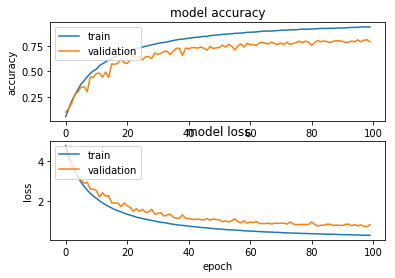 model accuracy
train
validation
0.75
0.50
0.25
accuracy
0 20 40 60 80 100
model loss
train
validation
4
2
loss
0 20 40 60 80 100
epoch